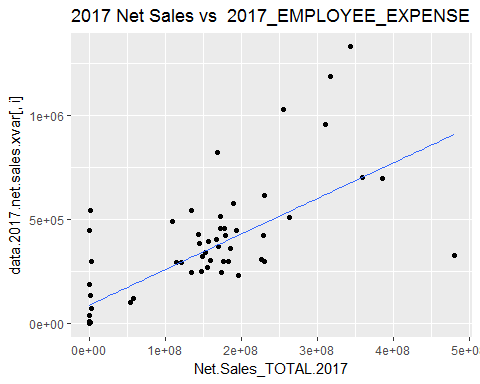 2017 Net Sales vs  2017_EMPLOYEE_EXPENSE
data.2017.net.sales.xvar[, i]
1e+06
5e+05
0e+00
0e+00 1e+08 2e+08 3e+08 4e+08 5e+0
Net.Sales_TOTAL.2017